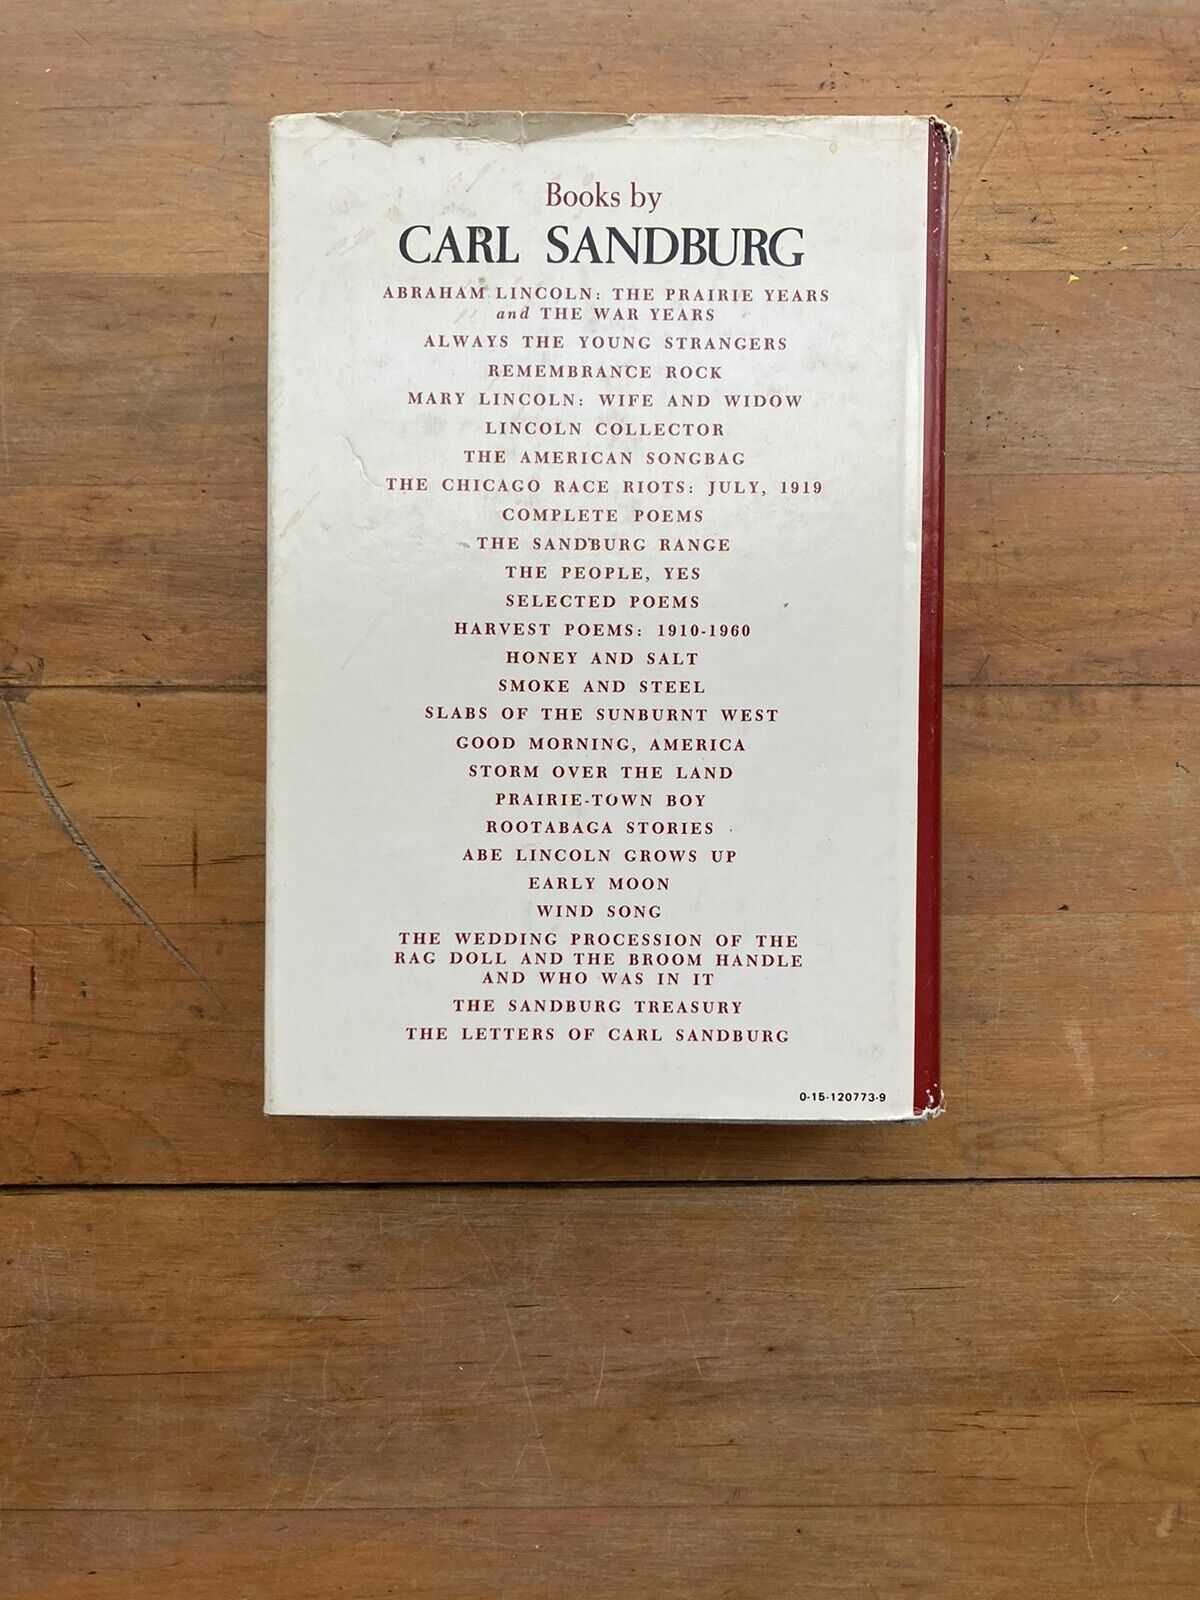 Books by
CARL SANDBURG
ABRAHAM LINCOLN: THE PRAIRIE YEARS
and THE WAR YEARS
ALWAYS THE YOUNG STRANGERS
REMEMBRANCE ROCK
MARY LINCOLN: WIFE AND WIDOW
LINCOLN COLLECTOR
THE AMERICAN SONGBAG
THE CHICAGO RACE RIOTS: JULY, 1919
COMPLETE POEMS
THE SANDBURG RANGE
THE PEOPLE, YES
SELECTED POEMS
HARVEST POEMS: 1910-1960
HONEY AND SALT
SMOKE AND STEEL
SLABS OF THE SUNBURNT WEST
GOOD MORNING, AMERICA
STORM OVER THE LAND
PRAIRIE-TOWN BOY
ROOTABAGA STORIES
ABE LINCOLN GROWS UP
EARLY MOON
WIND SONG
THE WEDDING PROCESSION OF THE
RAG DOLL AND THE BROOM HANDLE
AND WHO WAS IN IT
THE SANDBURG TREASURY
THE LETTERS OF CARL SANDBURG
0-15-120773-9